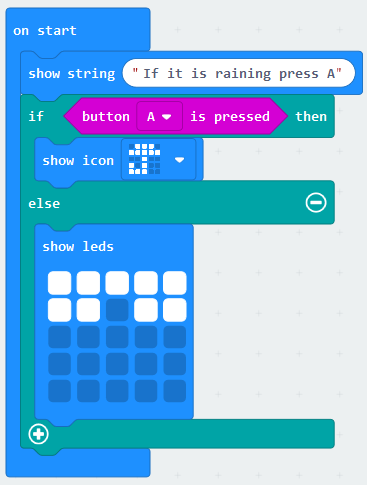 on start
show string " If it is raining press A"
if button A is pressed then
show icon
else
show leds